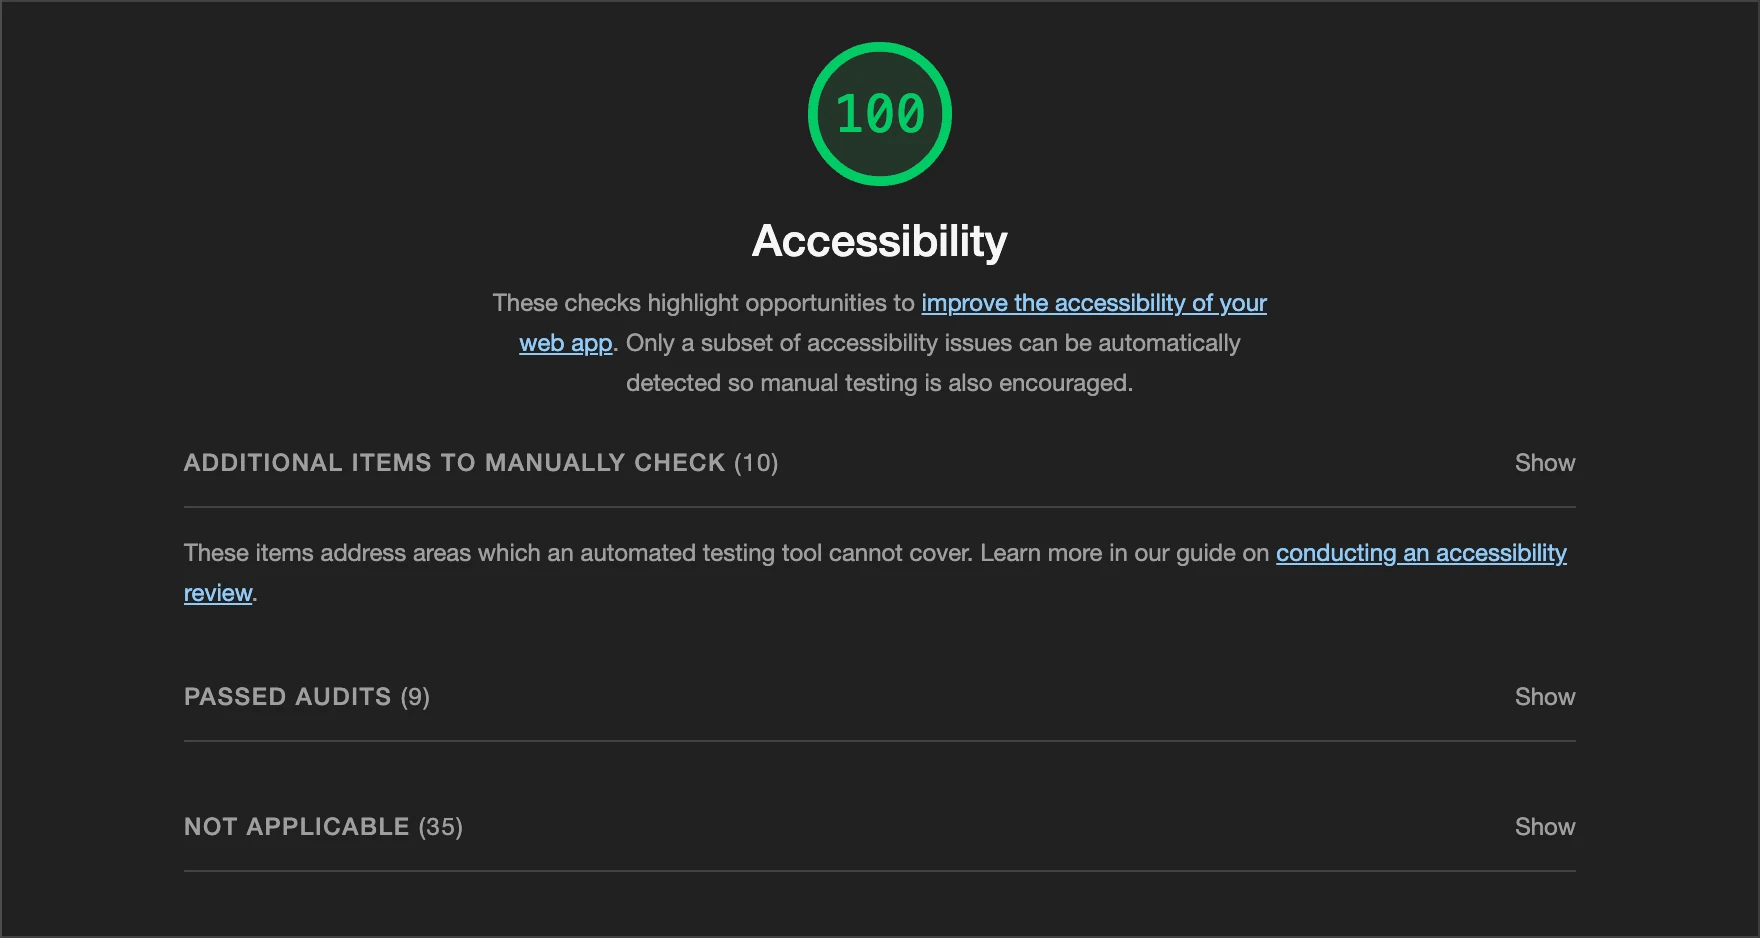 100
Accessibility
These checks highlight opportunities to improve the accessibility of your
web app. Only a subset of accessibility issues can be automatically
detected so manual testing is also encouraged.
ADDITIONAL ITEMS TO MANUALLY CHECK (10) Show
These items address areas which an automated testing tool cannot cover. Learn more in our guide on conducting an accessibility
review.
PASSED AUDITS (9) Show
NOT APPLICABLE (35) Show